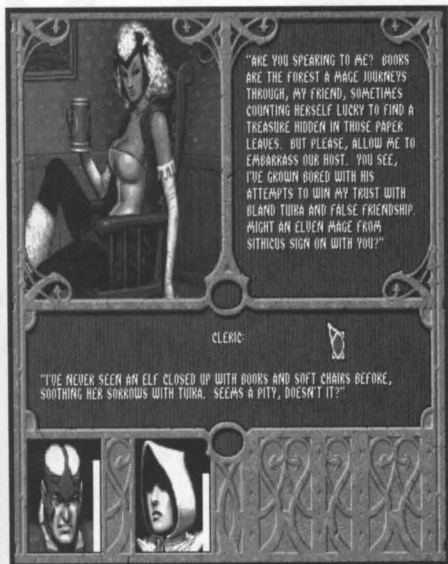 "ARE YOU SPEAKING TO ME?  BOOKS
ARE THE FOREST A MAGE JOURNEYS
THROUGH, MY FRIEND, SOMETIMES
COUNTING HERSELF LUCKY TO FIND A
TREASURE HIDDEN IN THOSE PAPER
LEAVES.  BUT PLEASE, ALLOW ME TO
EMBARRASS OUR HOST.  YOU SEE,
I'VE GROWN BORED WITH HIS
ATTEMPTS TO WIN MY TRUST WITH
BLAND TUIKA AND FALSE FRIENDSHIP.
MIGHT AN ELVEN MAGE FROM
SITHICUS SIGN ON WITH YOU?"
CLERIC:
"I'VE NEVER SEEN AN ELF CLOSED UP WITH BOOKS AND SOFT CHAIRS BEFORE,
SOOTHING HER SORROWS WITH TUIKA.  SEEMS A PITY, DOESN'T IT?"